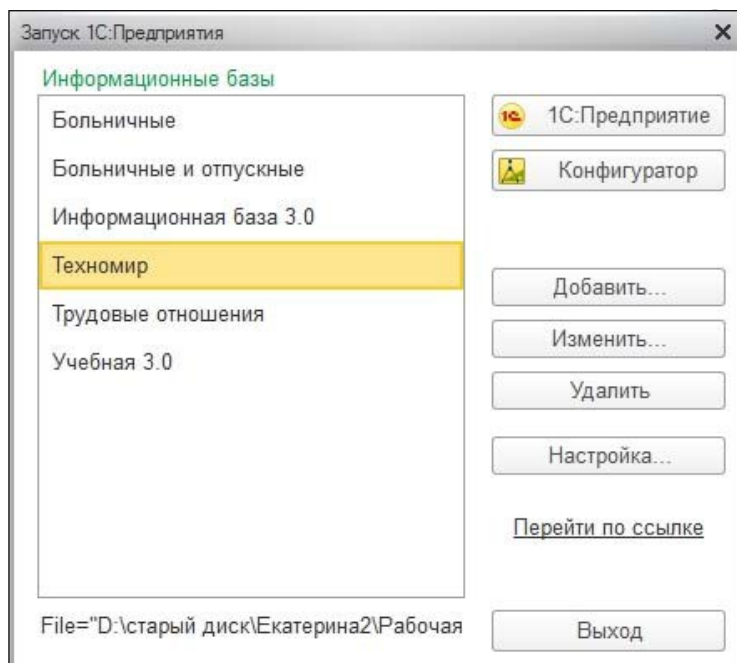 Запуск 1С:Предприятия
Информационные базы
Больничные
Больничные и отпускные
Информационная база 3.0
Техномир
Трудовые отношения
Учебная 3.0
1С:Предприятие
Конфигуратор
Добавить...
Изменить...
Удалить
Настройка...
Перейти по ссылке
File="D:\старый диск\Екатерина2\Рабочая
Выход